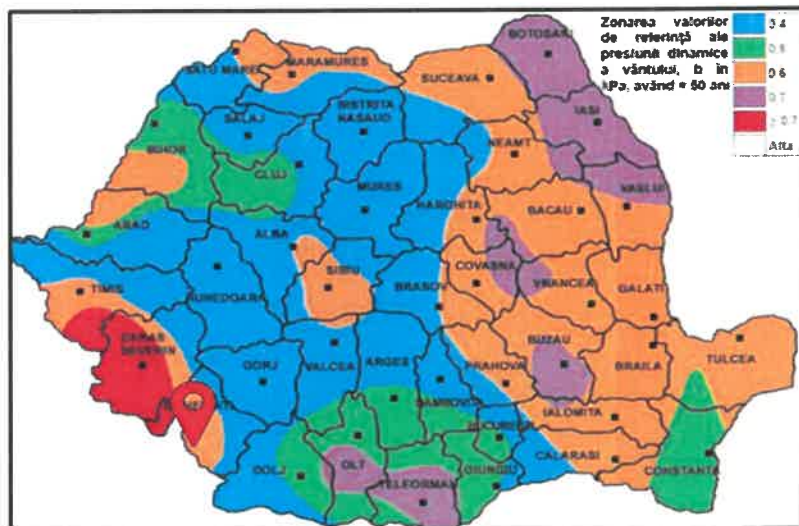 Zonarea valorilor
de referință ale
presiunii dinamice
a vântului, b în
kPa, având = 50 ani
0.4
0.6
0.7
Alta
BOTOSANI
SATU MARE
MARAMURES
SUCEAVA
IASI
BISTRITA
NASAUD
SALAJ
NEAMT
BIHOR
CLUJ
MURES
HARGHITA
BACAU
VASLUI
ARAD
ALBA
SIBIU
COVASNA
VRANCEA
GALATI
TIMIS
HUNEDOARA
BRASOV
CARAS
SEVERIN
GORJ
VALCEA
ARGES
PRAHOVA
BUZAU
BRAILA
TULCEA
DAMBOVITA
IALOMITA
BUCURESTI
DOLJ
OLT
TELEORMAN
GIURGIU
CALARASI
CONSTANTA